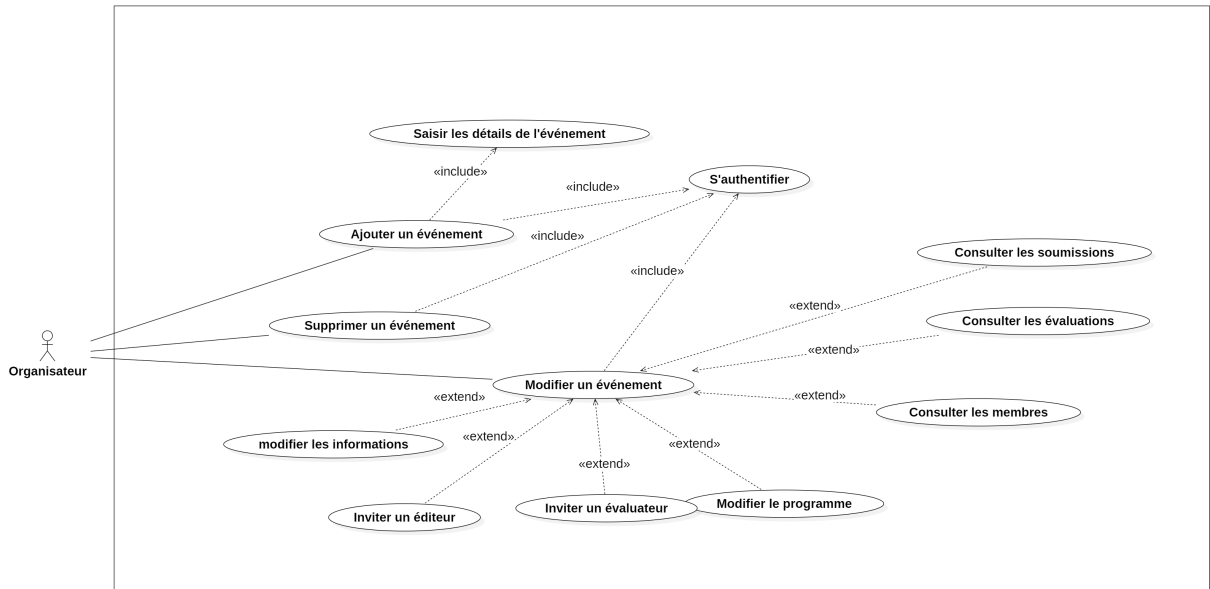 Saisir les détails de l'événement
«include»
S'authentifier
«include»
Ajouter un événement
«include»
Consulter les soumissions
«include»
«extend»
Supprimer un événement
Consulter les évaluations
«extend»
Organisateur
Modifier un événement
«extend»
«extend»
Consulter les membres
«extend»
modifier les informations
«extend»
«extend»
Inviter un éditeur
Inviter un évaluateur
Modifier le programme